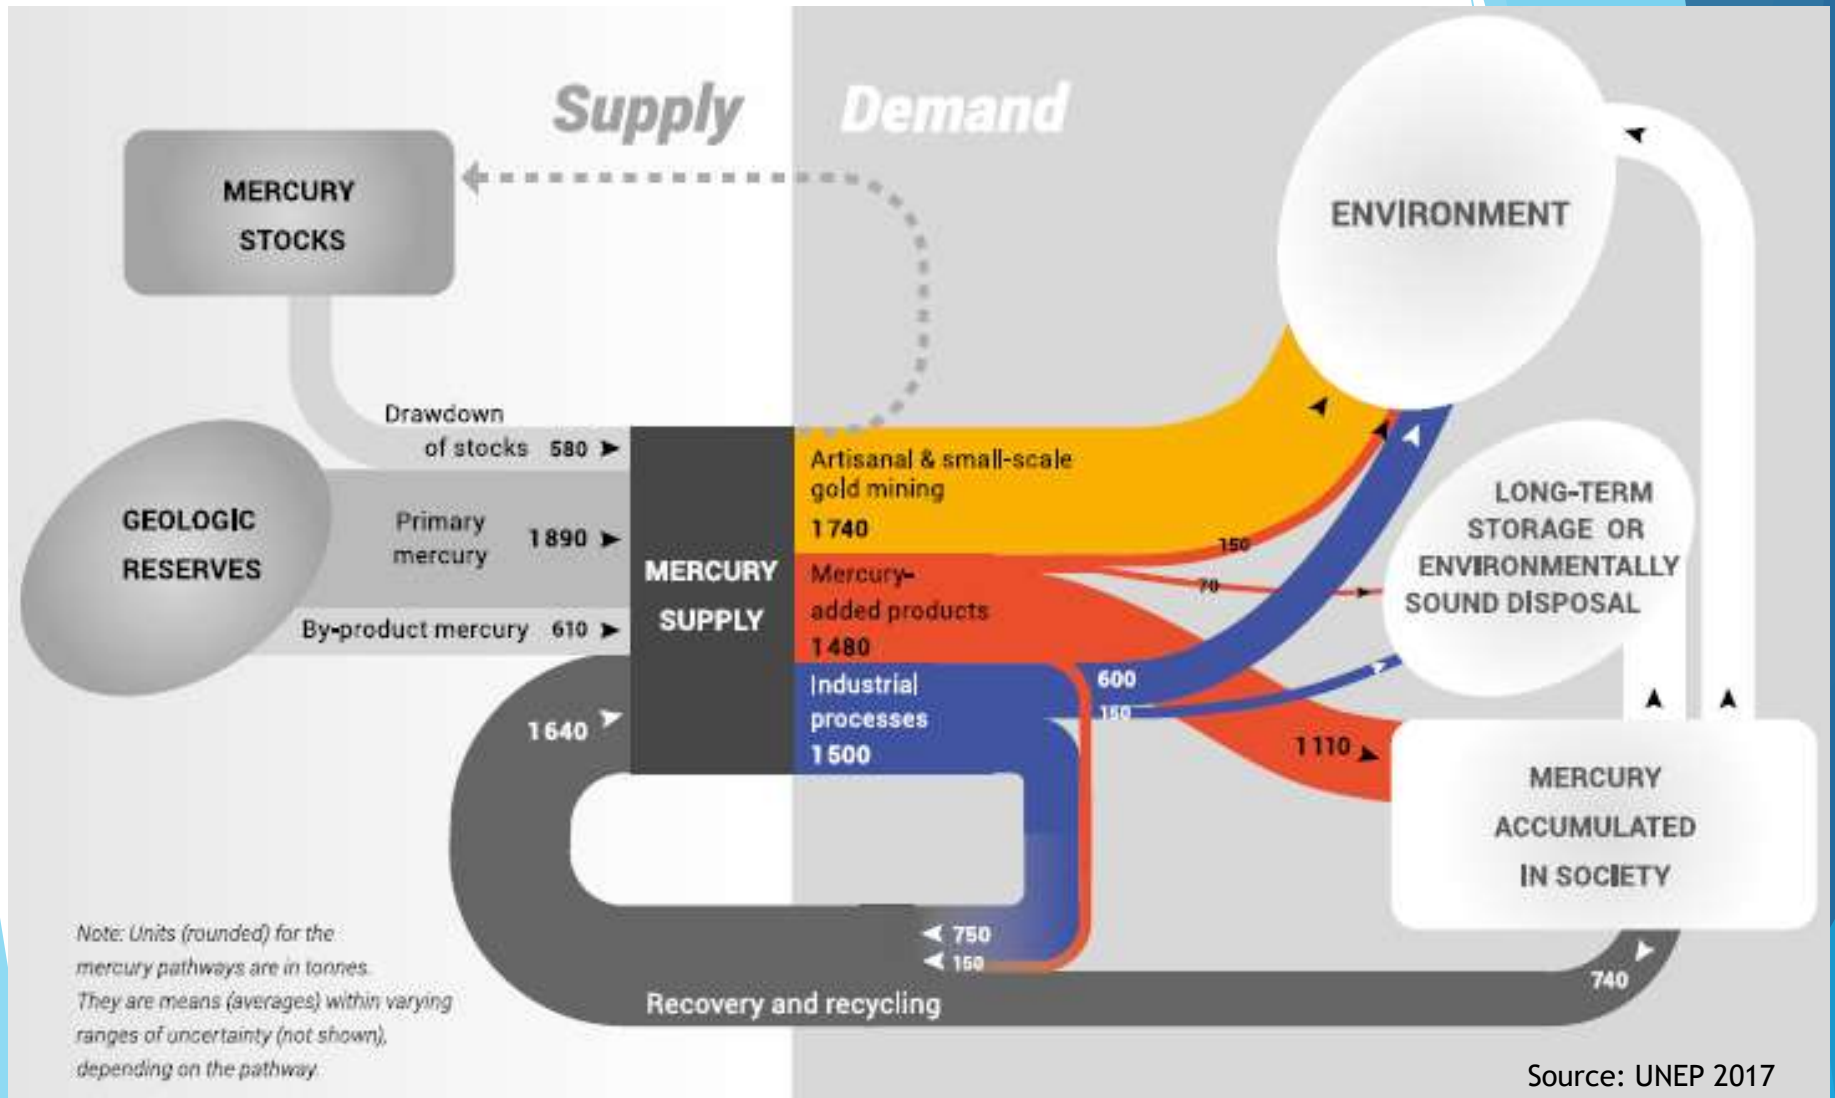 Supply
Demand
MERCURY
STOCKS
ENVIRONMENT
Drawdown
of stocks 580
GEOLOGIC
RESERVES
Primary
mercury
1890
By-product mercury 610
MERCURY
SUPPLY
Artisanal & small-scale
gold mining
1740
Mercury-
added products
1480
Industrial
processes
1500
150
70
600
150
1110
LONG-TERM
STORAGE OR
ENVIRONMENTALLY
SOUND DISPOSAL
MERCURY
ACCUMULATED
IN SOCIETY
1640
750
150
740
Recovery and recycling
Note: Units (rounded) for the
mercury pathways are in tonnes.
They are means (averages) within varying
ranges of uncertainty (not shown),
depending on the pathway.
Source: UNEP 2017